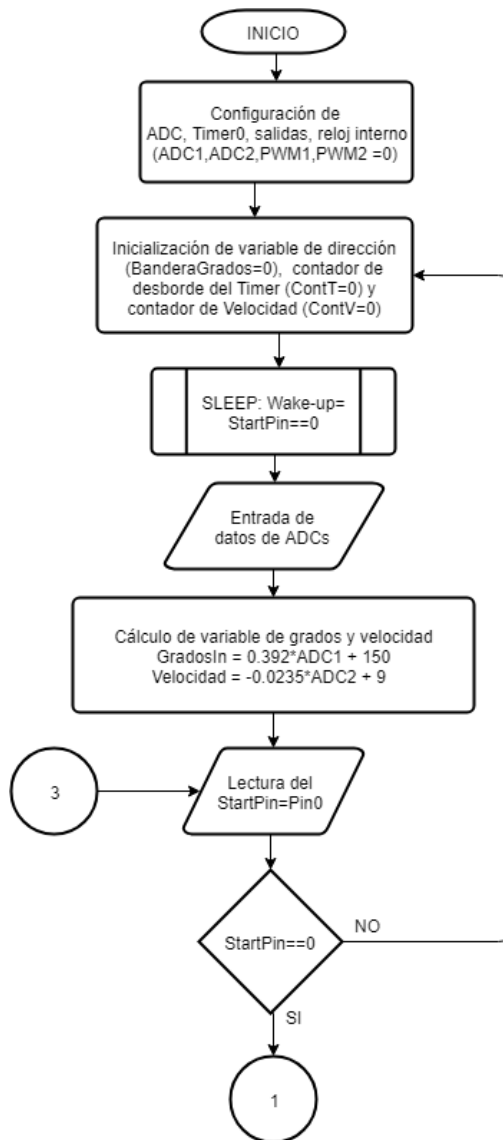 INICIO
Configuración de
ADC, Timer0, salidas, reloj interno
(ADC1,ADC2,PWM1,PWM2 =0)
Inicialización de variable de dirección
(BanderaGrados=0), contador de
desborde del Timer (ContT=0) y
contador de Velocidad (ContV=0)
SLEEP: Wake-up=
StartPin==0
Entrada de
datos de ADCs
Cálculo de variable de grados y velocidad
GradosIn = 0.392*ADC1 + 150
Velocidad = -0.0235*ADC2 + 9
3
Lectura del
StartPin=Pin0
StartPin==0
NO
SI
1